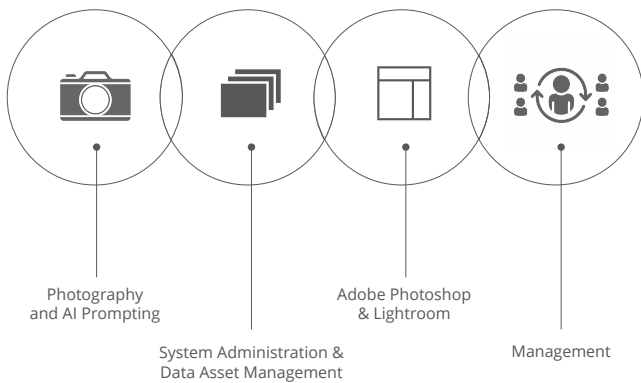 Photography
and AI Prompting
System Administration &
Data Asset Management
Adobe Photoshop
& Lightroom
Management